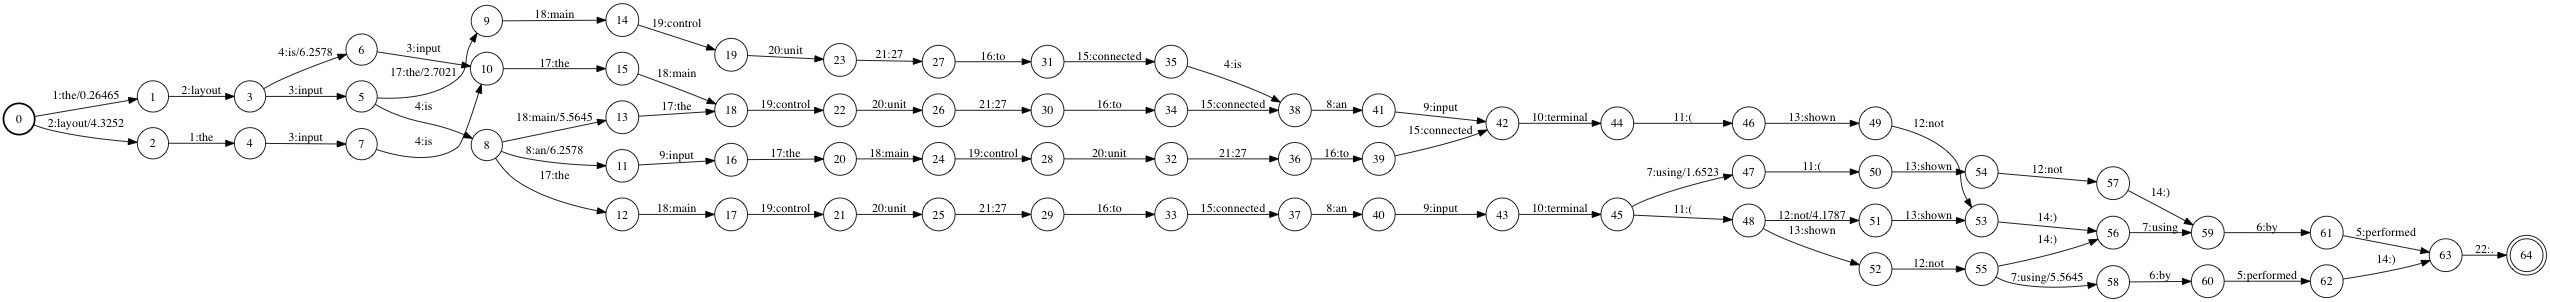 9 18:main 14 19:control
4:is/6.2578 6 3:input 19 20:unit 23 21:27 27 16:to 31 15:connected 35 4:is
17:the/2.7021 10 17:the 15 18:main
1:the/0.26465 1 2:layout 3 3:input 5 4:is 18 19:control 22 20:unit 26 21:27 30 16:to 34 15:connected 38 8:an 41 9:input
0 18:main/5.5645 13 17:the 15:connected 42 10:terminal 44 11:( 46 13:shown 49 12:not
2:layout/4.3252 2 1:the 4 3:input 7 4:is 8 8:an/6.2578 11 9:input 16 17:the 20 18:main 24 19:control 28 20:unit 32 21:27 36 16:to 39
17:the 7:using/1.6523 47 11:( 50 13:shown 54 12:not 57 14:)
12 18:main 17 19:control 21 20:unit 25 21:27 29 16:to 33 15:connected 37 8:an 40 9:input 43 10:terminal 45 11:( 48 12:not/4.1787 51 13:shown 53 14:) 56 7:using 59 6:by 61 5:performed
13:shown 52 12:not 55 14:) 7:using/5.5645 58 6:by 60 5:performed 62 14:) 63 22:. 64